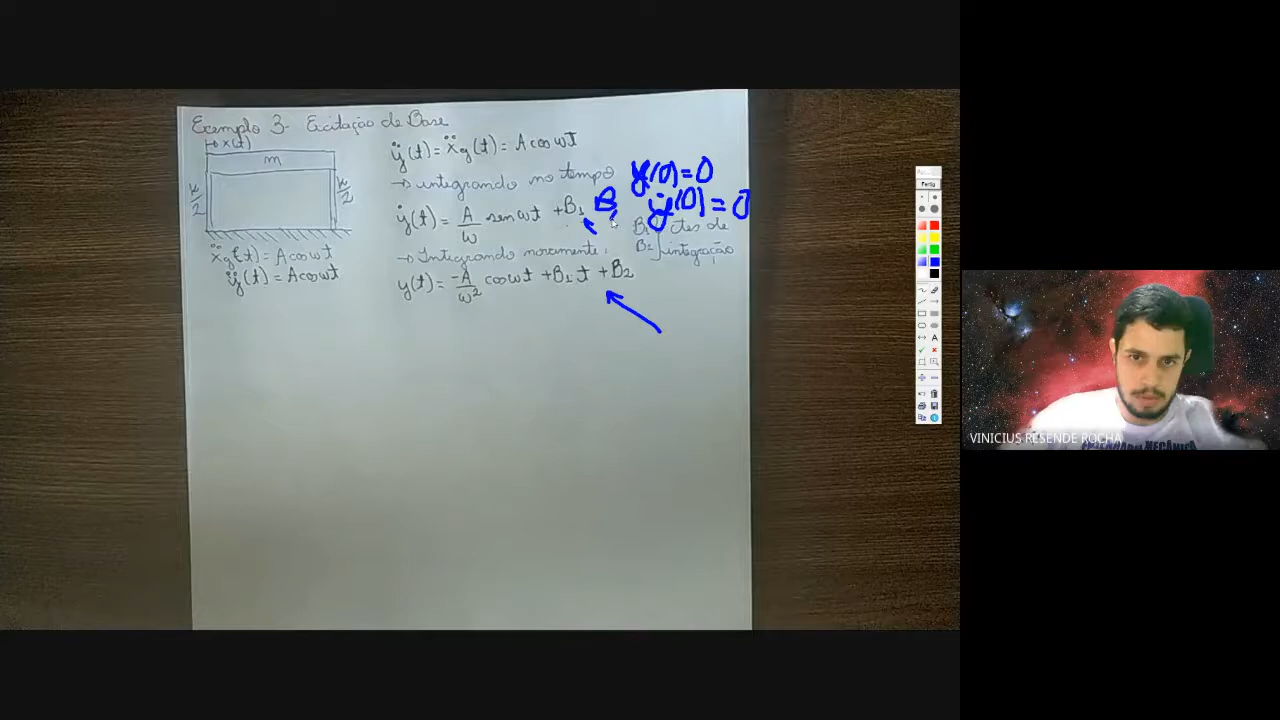 Exemplo 3- Excitação de Base
x(t)
m
k/2
k/2
ẍg(t) = A cos ωt
ÿ(t) = A cos ωt
ÿ(t) = ẍg(t) = A cos ωt
→ integrando no tempo
ẏ(t) = A/ω sen ωt + B1
B1
B2 } ctes de integração
→ Integrando novamente:
y(t) = -A/ω² cos ωt + B1 t + B2
y(0)=0
ẏ(0)=0
B1
VINICIUS RESENDE ROCHA